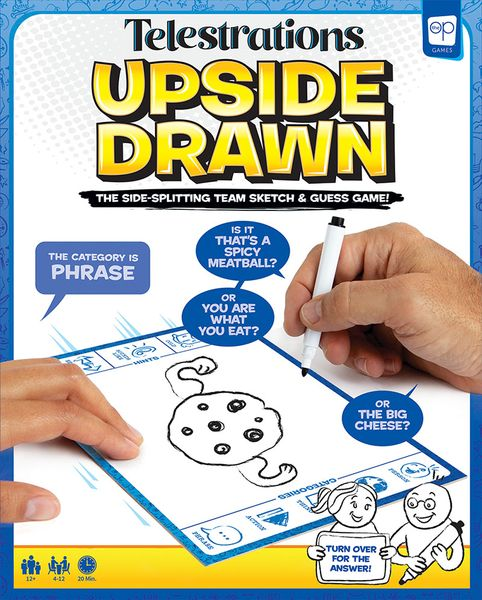 the op
GAMES
Telestrations
UPSIDE
DRAWN
THE SIDE-SPLITTING TEAM SKETCH & GUESS GAME!
THE CATEGORY IS
PHRASE
IS IT
THAT'S A
SPICY
MEATBALL?
OR
YOU ARE
WHAT
YOU EAT?
OR
THE BIG
CHEESE?
HINTS
CATEGORIES
ACTION
PHRASE
TURN OVER
FOR THE
ANSWER!
12+
4-12
20 Min.